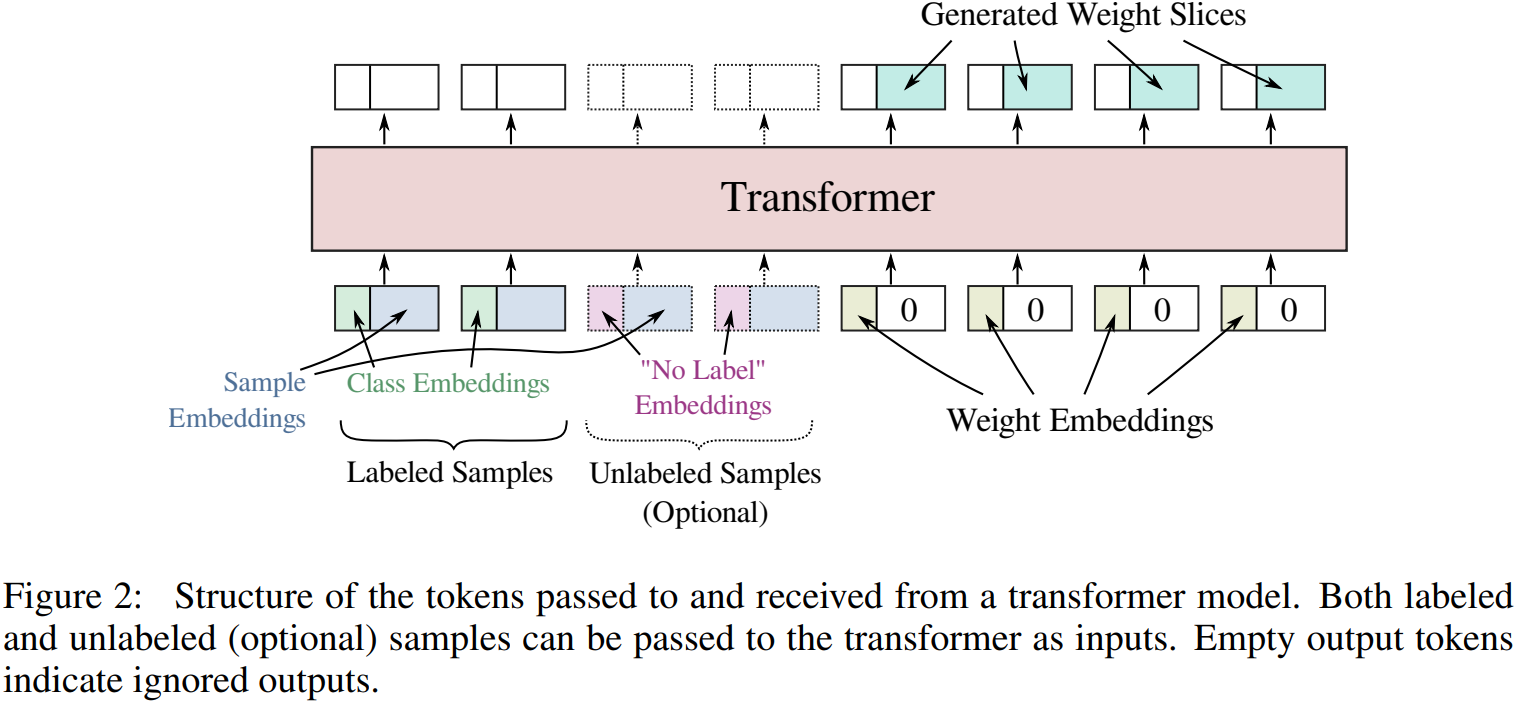 Generated Weight Slices
Transformer
0 0 0 0
Sample
Embeddings
Class Embeddings
"No Label"
Embeddings
Weight Embeddings
Labeled Samples
Unlabeled Samples
(Optional)
Figure 2: Structure of the tokens passed to and received from a transformer model. Both labeled
and unlabeled (optional) samples can be passed to the transformer as inputs. Empty output tokens
indicate ignored outputs.